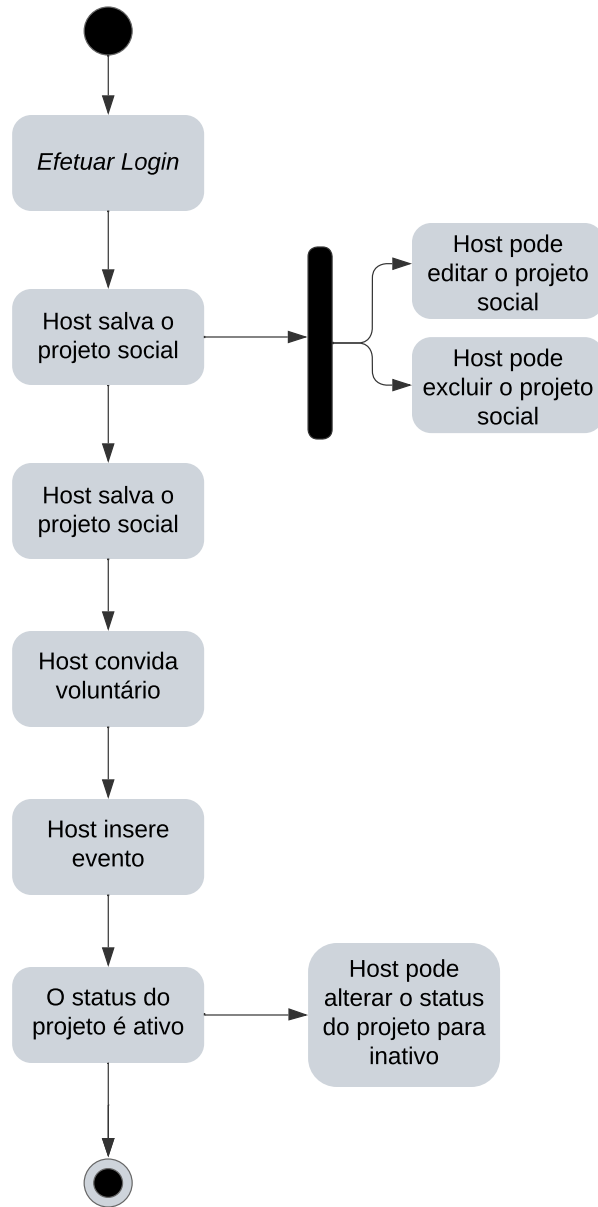 Efetuar Login
Host salva o
projeto social
Host pode
editar o projeto
social
Host pode
excluir o projeto
social
Host salva o
projeto social
Host convida
voluntário
Host insere
evento
O status do
projeto é ativo
Host pode
alterar o status
do projeto para
inativo